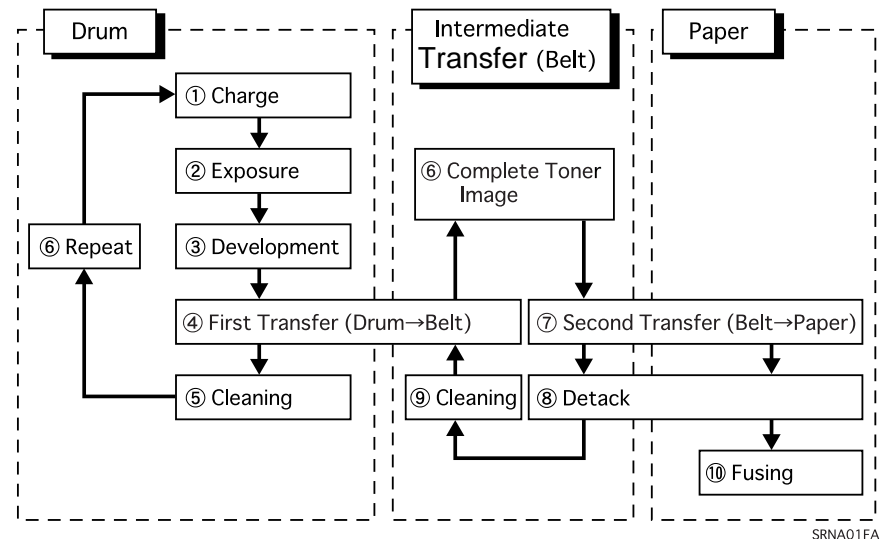 Drum
Intermediate
Transfer (Belt)
Paper
① Charge
② Exposure
⑥ Complete Toner
Image
⑥ Repeat
③ Development
④ First Transfer (Drum→Belt)
⑦ Second Transfer (Belt→Paper)
⑤ Cleaning
⑨ Cleaning
⑧ Detack
⑩ Fusing
SRNA01FA